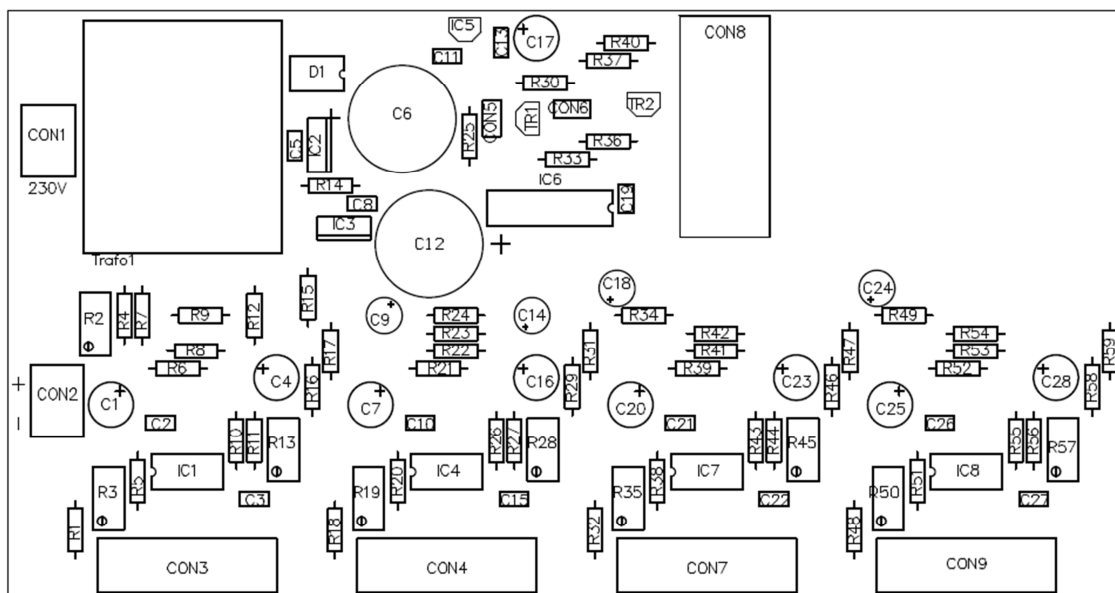 IC5
C13
C17
R40
CON8
C11
R37
D1
R30
C6
CON5
TR1
CON6
TR2
CON1
R25
C5
IC2
R36
R33
230V
R14
IC6
C8
C19
IC3
C12
Trafo1
R15
C18
C24
R2
R4
R7
R9
R12
C9
R24
C14
R34
R49
R23
R42
R54
R8
R17
R22
R31
R41
R47
R53
R59
R6
R21
R39
R52
CON2
C1
C4
R16
C7
C16
R29
C20
C23
R46
C25
C28
R58
C2
C10
C21
C26
R10
R11
R13
R26
R27
R28
R43
R44
R45
R55
R56
R57
R3
R5
IC1
R19
R20
IC4
R35
R38
IC7
R50
R51
IC8
C3
C15
C22
C27
R1
R18
R32
R48
CON3
CON4
CON7
CON9